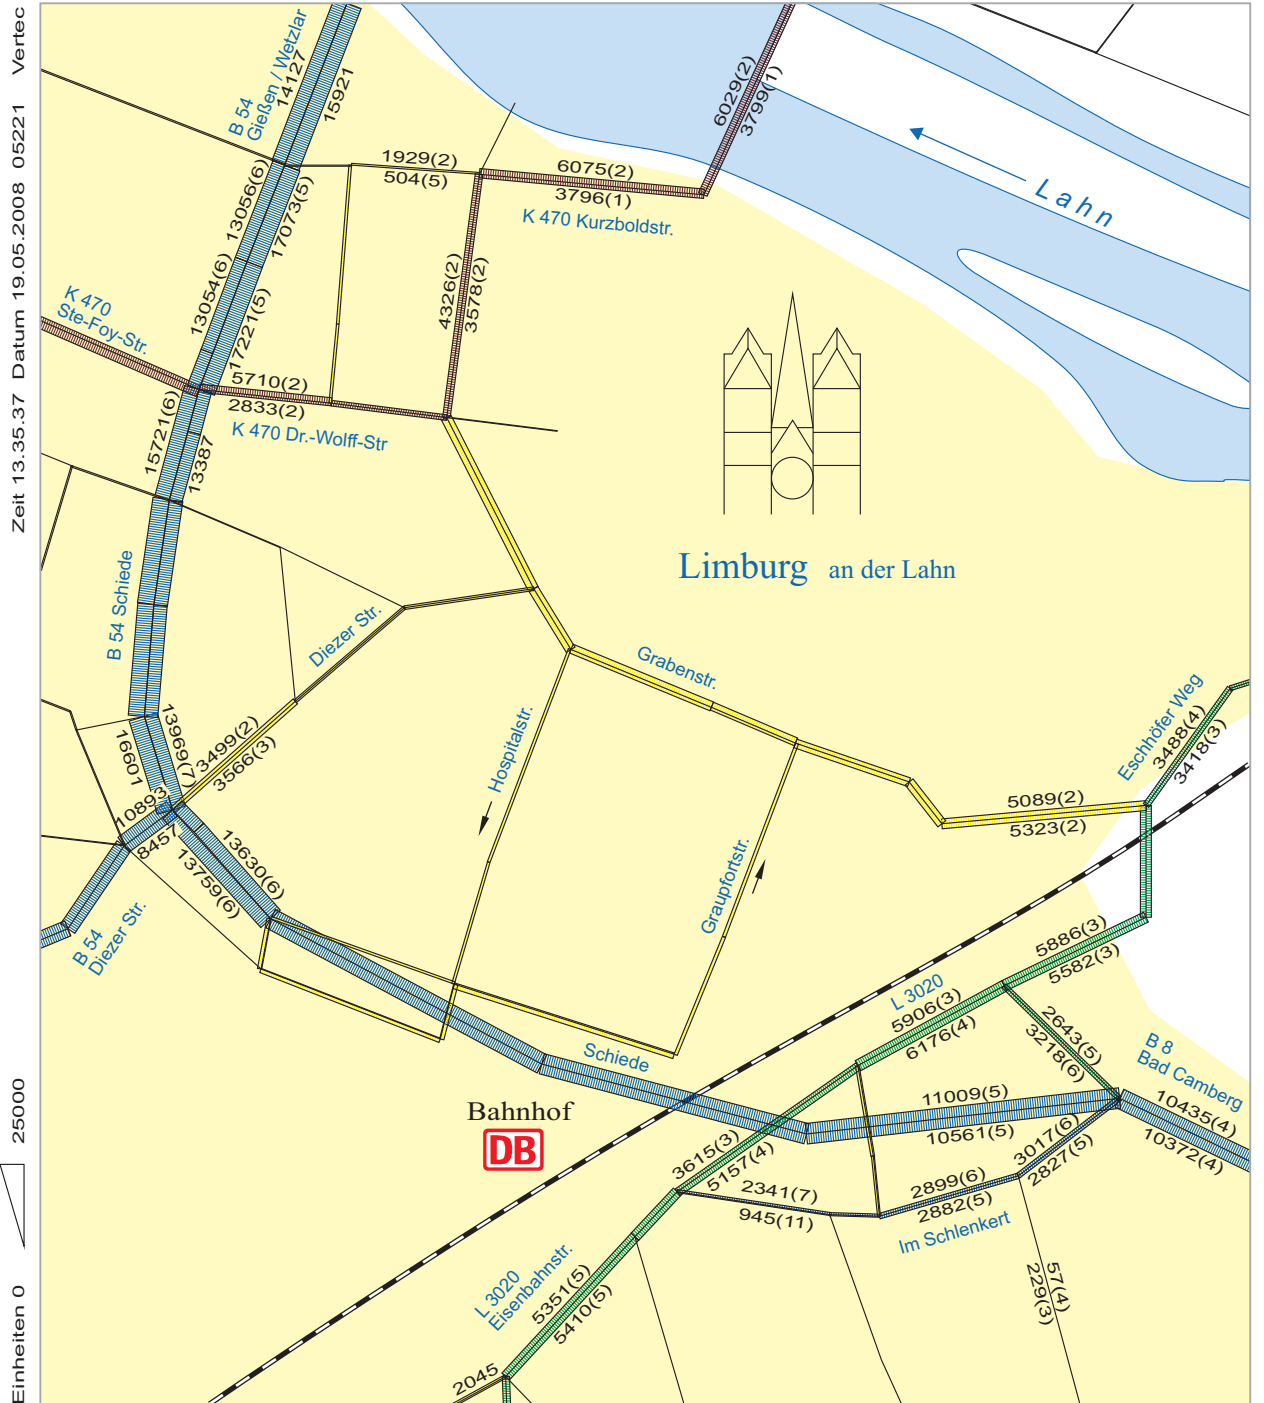 Zeit 13.35.37 Datum 19.05.2008 05221 Vertec
Einheiten 0 25000
B 54
Gießen / Wetzlar
14127
15921
1929(2)
504(5)
6075(2)
3796(1)
K 470 Kurzboldstr.
6029(2)
3799(1)
Lahn
13056(6)
17073(5)
13054(6)
17221(5)
4326(2)
3578(2)
K 470
Ste-Foy-Str.
5710(2)
2833(2)
K 470 Dr.-Wolff-Str
15721(6)
13387
B 54 Schiede
Limburg an der Lahn
Diezer Str.
Grabenstr.
Eschhöfer Weg
3488(4)
3418(3)
13969(7)
16601
3499(2)
3566(3)
Hospitalstr.
5089(2)
5323(2)
10893
8457
13630(6)
13759(6)
Graupfortstr.
B 54
Diezer Str.
5886(3)
5582(3)
L 3020
5906(3)
6176(4)
2643(5)
3218(6)
B 8
Bad Camberg
Schiede
Bahnhof
DB
11009(5)
10561(5)
10435(4)
10372(4)
3615(3)
5157(4)
3017(6)
2827(5)
2341(7)
945(11)
2899(6)
2882(5)
Im Schlenkert
L 3020
Eisenbahnstr.
5351(5)
5410(5)
57(4)
229(3)
2045